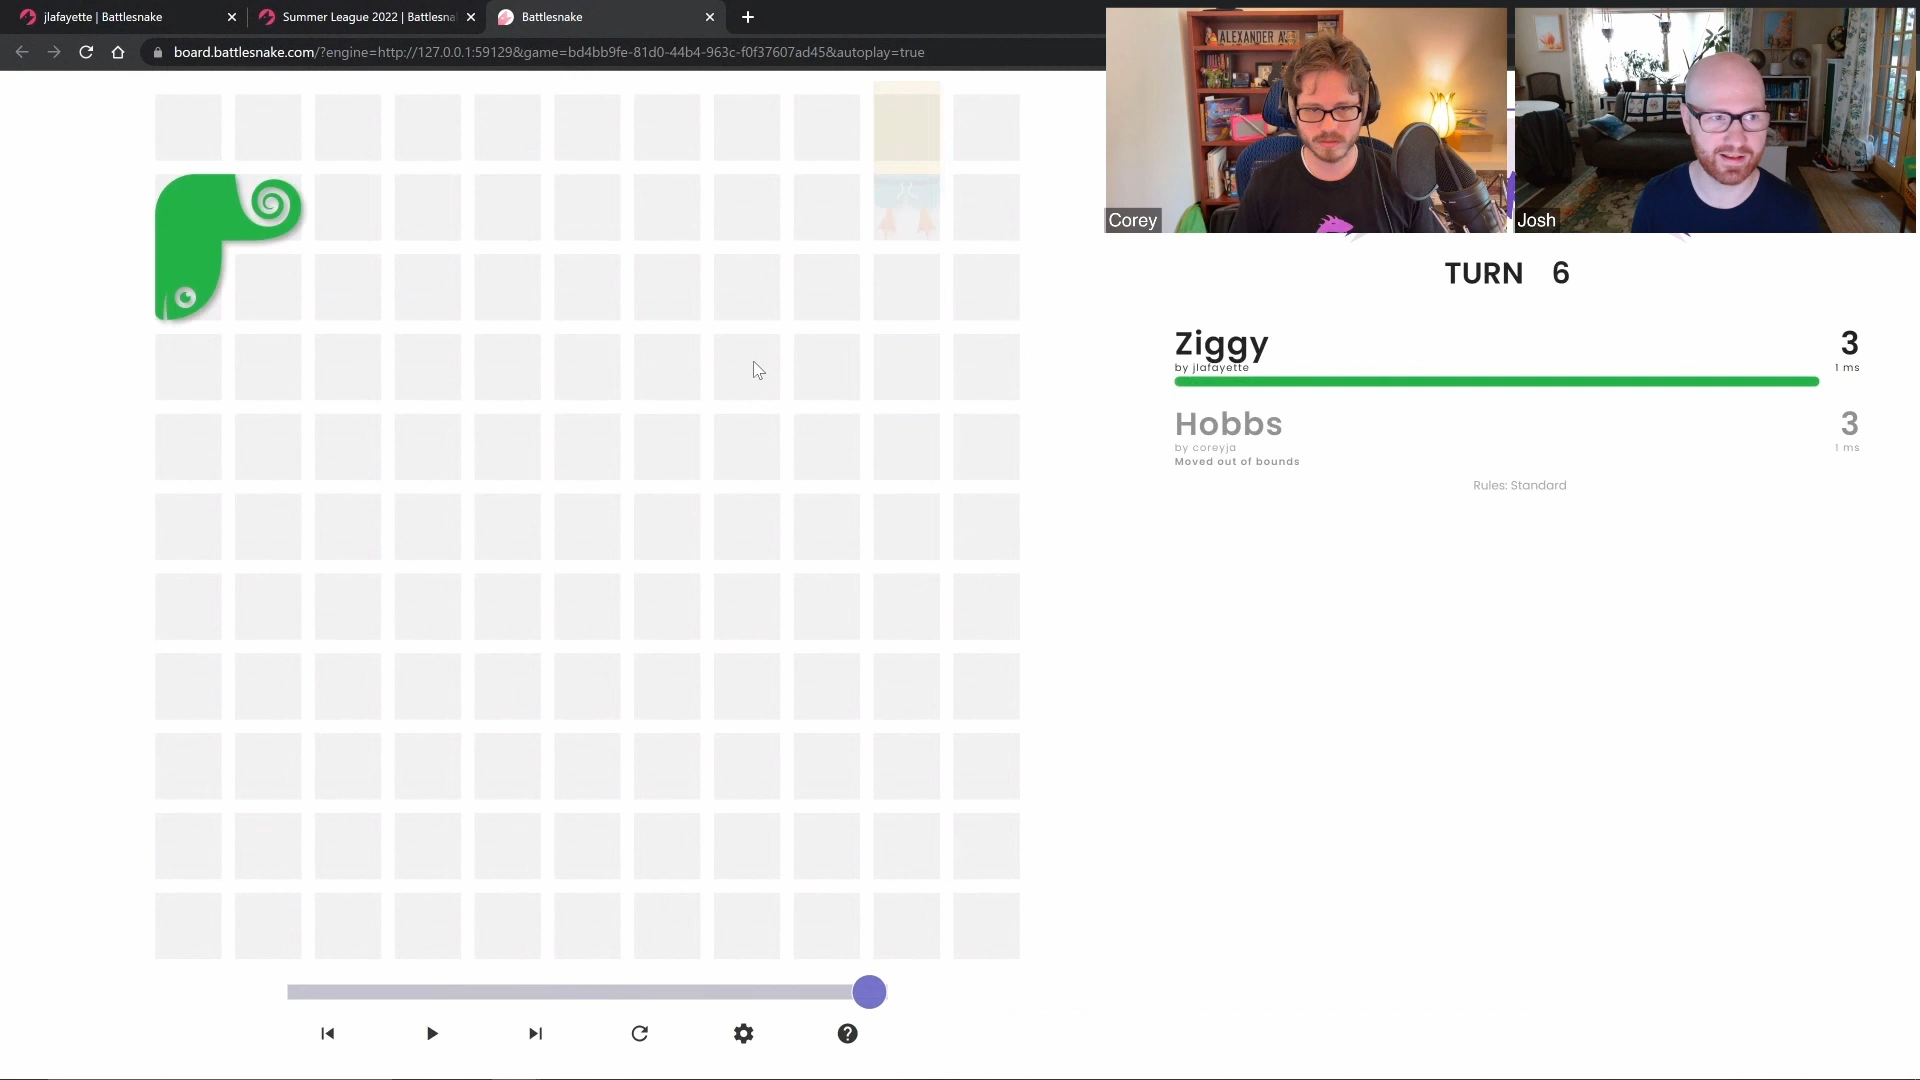 jlafayette | Battlesnake
Summer League 2022 | Battlesna
Battlesnake
board.battlesnake.com/?engine=http://127.0.0.1:59129&game=bd4bb9fe-81d0-44b4-963c-f0f37607ad45&autoplay=true
ALEXANDER AV
Corey
Josh
TURN 6
Ziggy 3
by jlafayette 1 ms
Hobbs 3
by coreyja 1 ms
Moved out of bounds
Rules: Standard